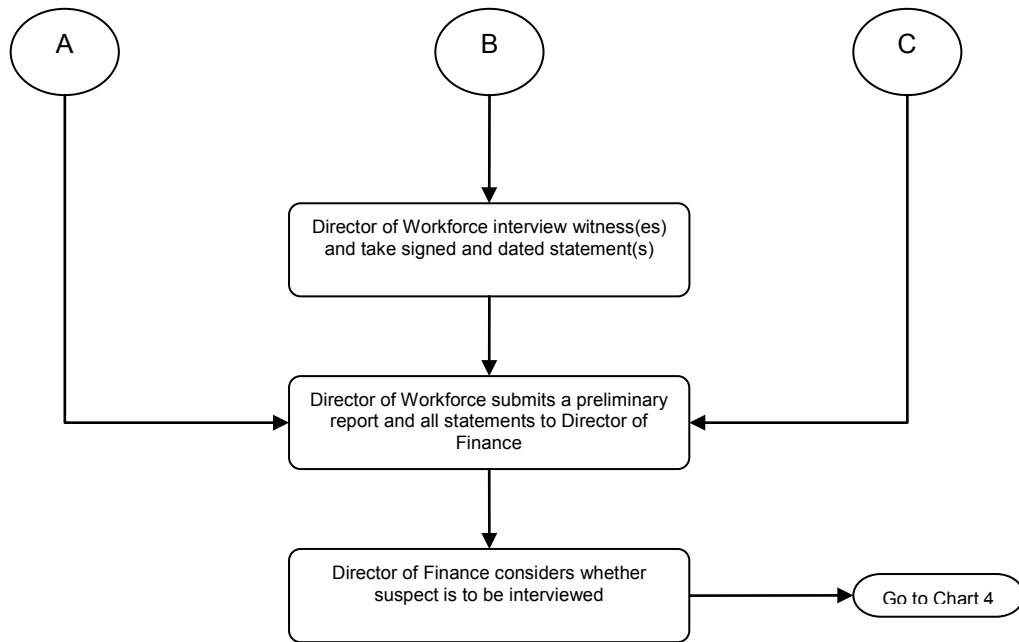 A
B
C
Director of Workforce interview witness(es)
and take signed and dated statement(s)
Director of Workforce submits a preliminary
report and all statements to Director of
Finance
Director of Finance considers whether
suspect is to be interviewed
Go to Chart 4